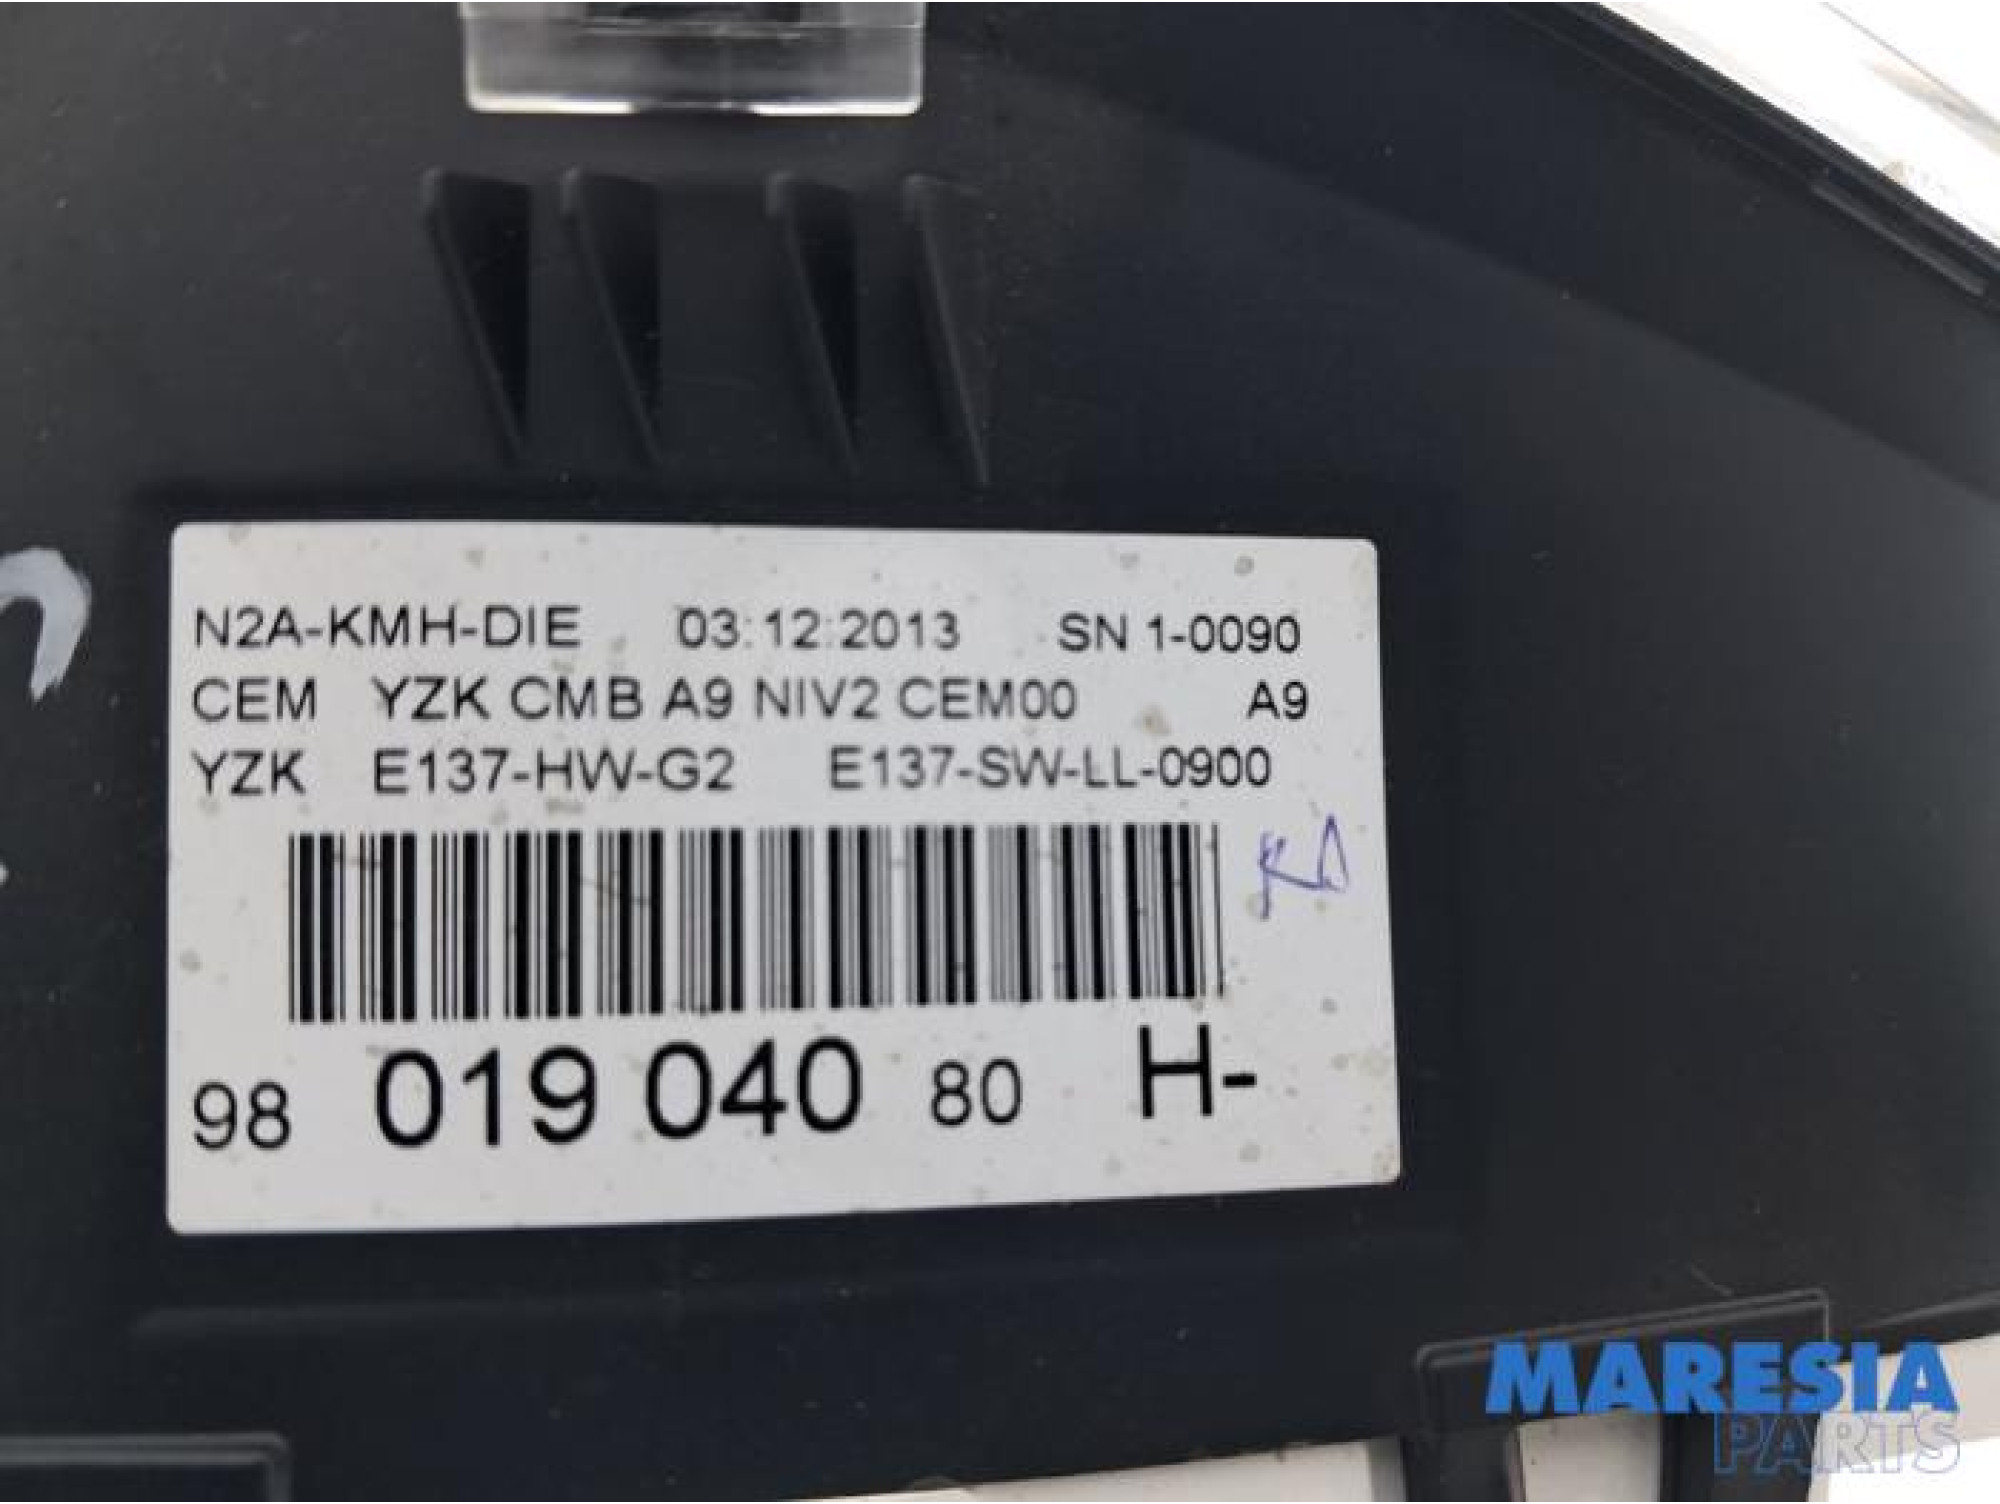 N2A-KMH-DIE 03:12:2013 SN 1-0090
CEM YZK CMB A9 NIV2 CEM00 A9
YZK E137-HW-G2 E137-SW-LL-0900
98 019 040 80 H-
MARESIA
PARTS